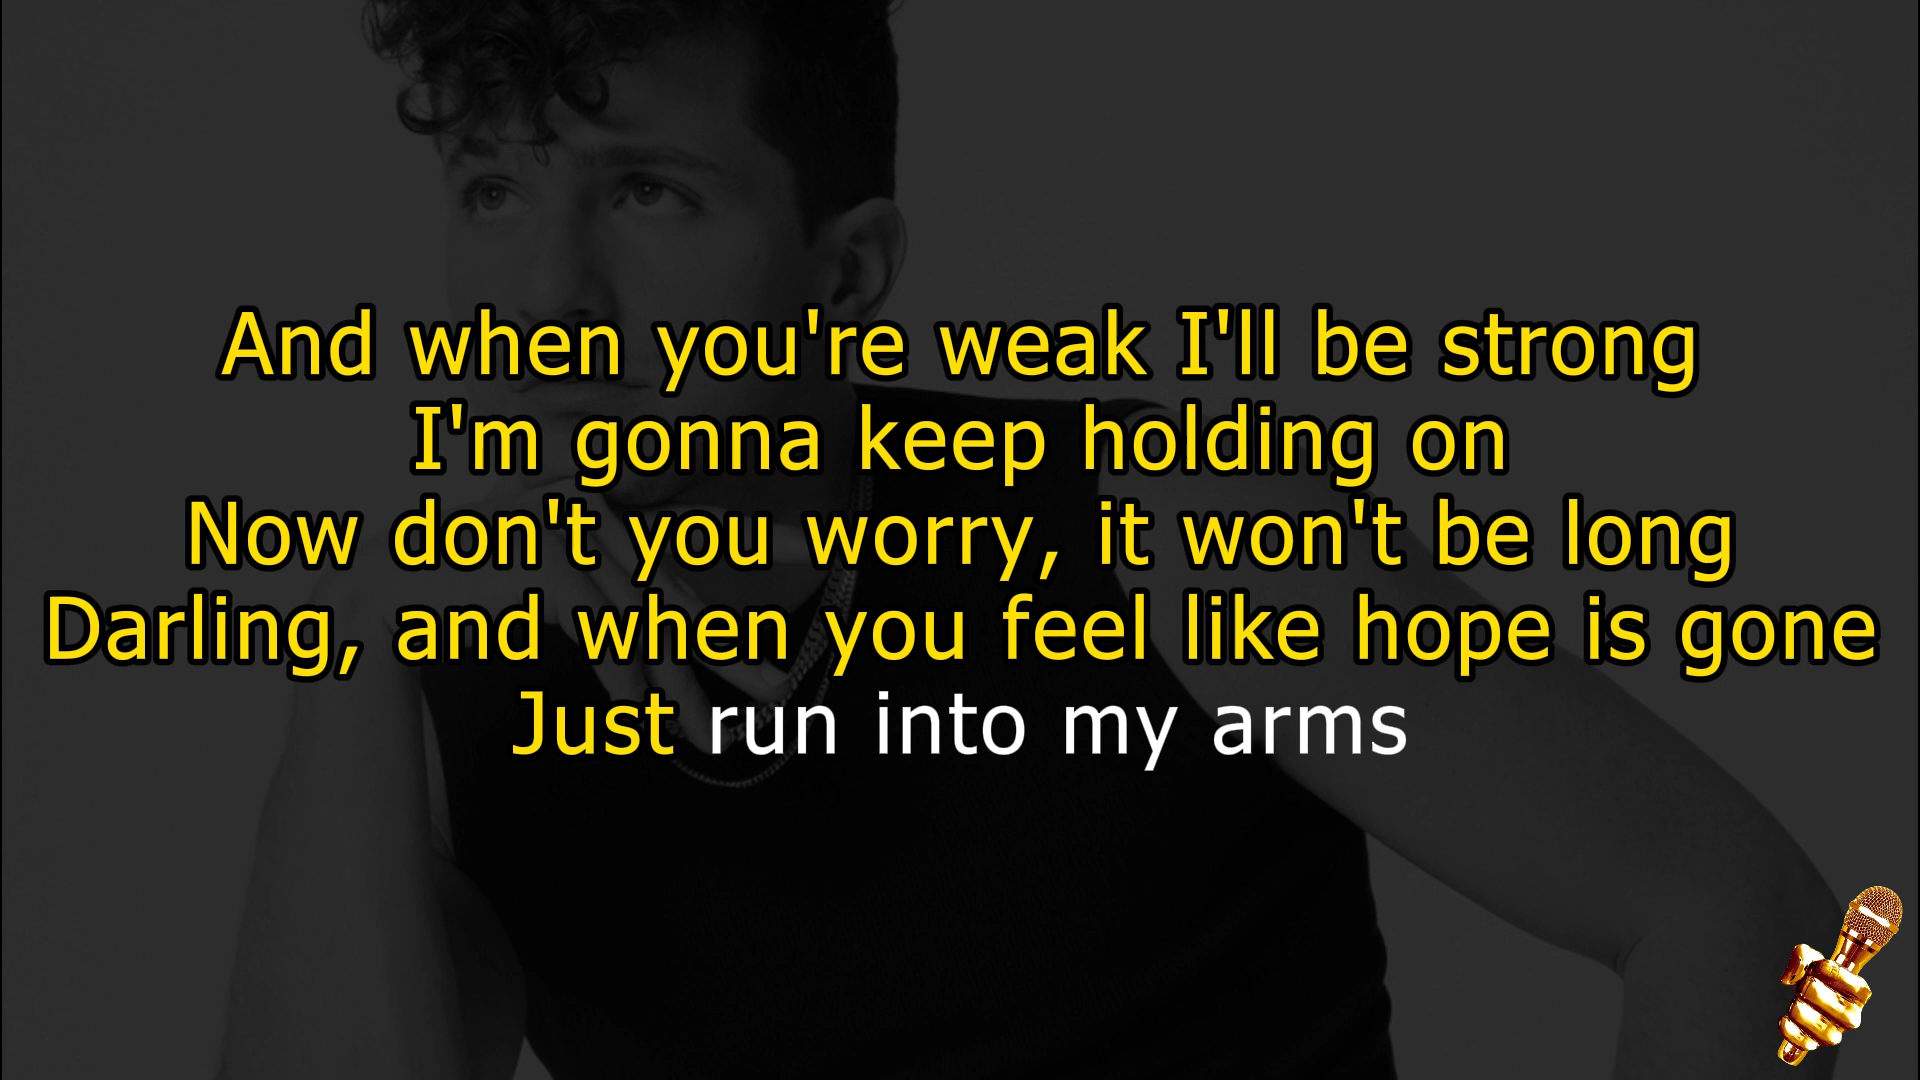 And when you're weak I'll be strong
I'm gonna keep holding on
Now don't you worry, it won't be long
Darling, and when you feel like hope is gone
Just run into my arms